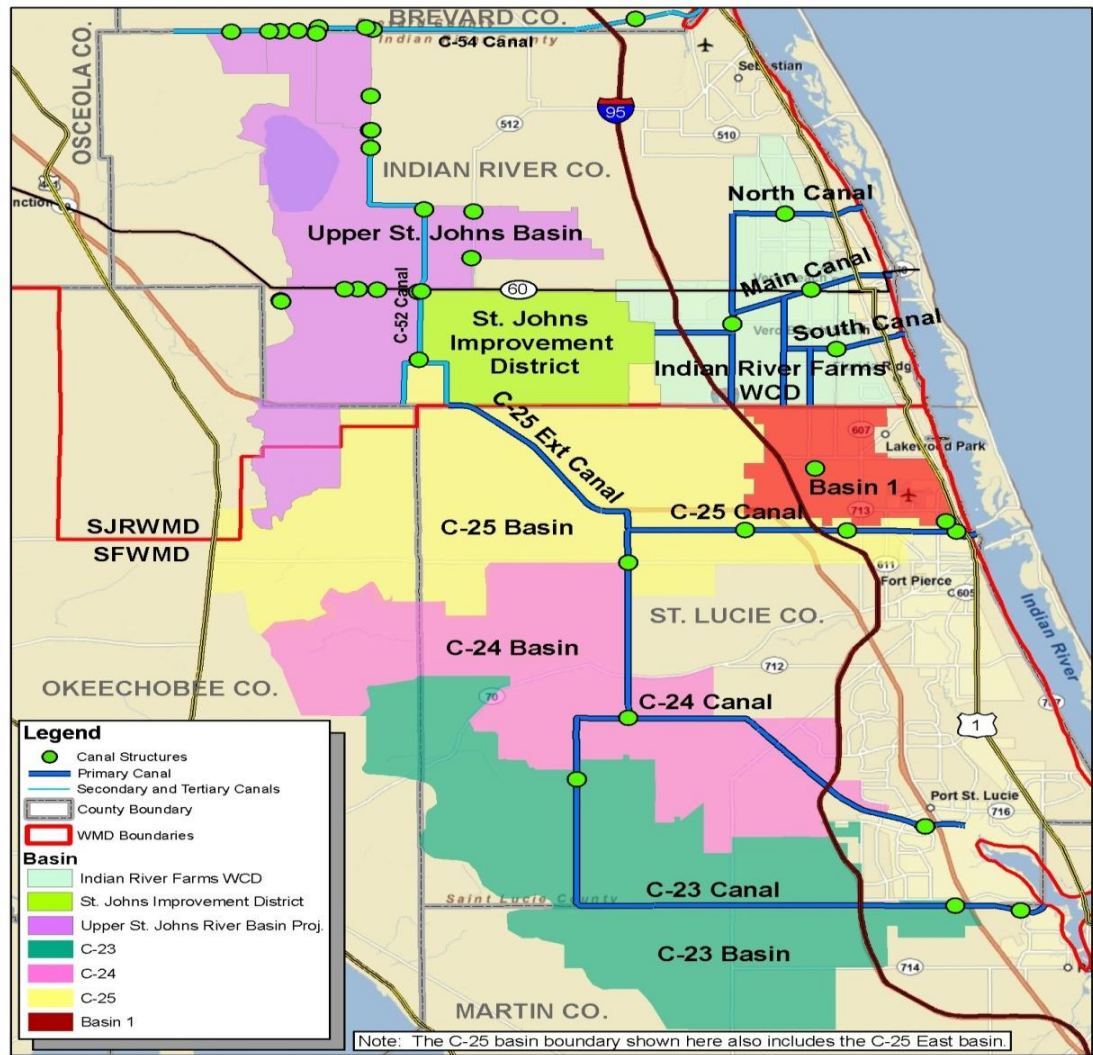 BREVARD CO.
C-54 Canal
OSCEOLA CO.
Sebastian
95
512
510
INDIAN RIVER CO.
North Canal
Upper St. Johns Basin
Main Canal
C-52 Canal
60
St. Johns
Improvement
District
South Canal
Indian River Farms
WCD
C-25 Ext Canal
607
Lakewood Park
Basin 1
C-25 Canal
713
C-25 Basin
SJRWMD
SFWMD
611
Fort Pierce
605
ST. LUCIE CO.
Indian River
C-24 Basin
712
OKEECHOBEE CO.
70
C-24 Canal
1
Port St. Lucie
716
C-23 Canal
Saint Lucie County
C-23 Basin
714
MARTIN CO.
Legend
Canal Structures
Primary Canal
Secondary and Tertiary Canals
County Boundary
WMD Boundaries
Basin
Indian River Farms WCD
St. Johns Improvement District
Upper St. Johns River Basin Proj.
C-23
C-24
C-25
Basin 1
Note: The C-25 basin boundary shown here also includes the C-25 East basin.